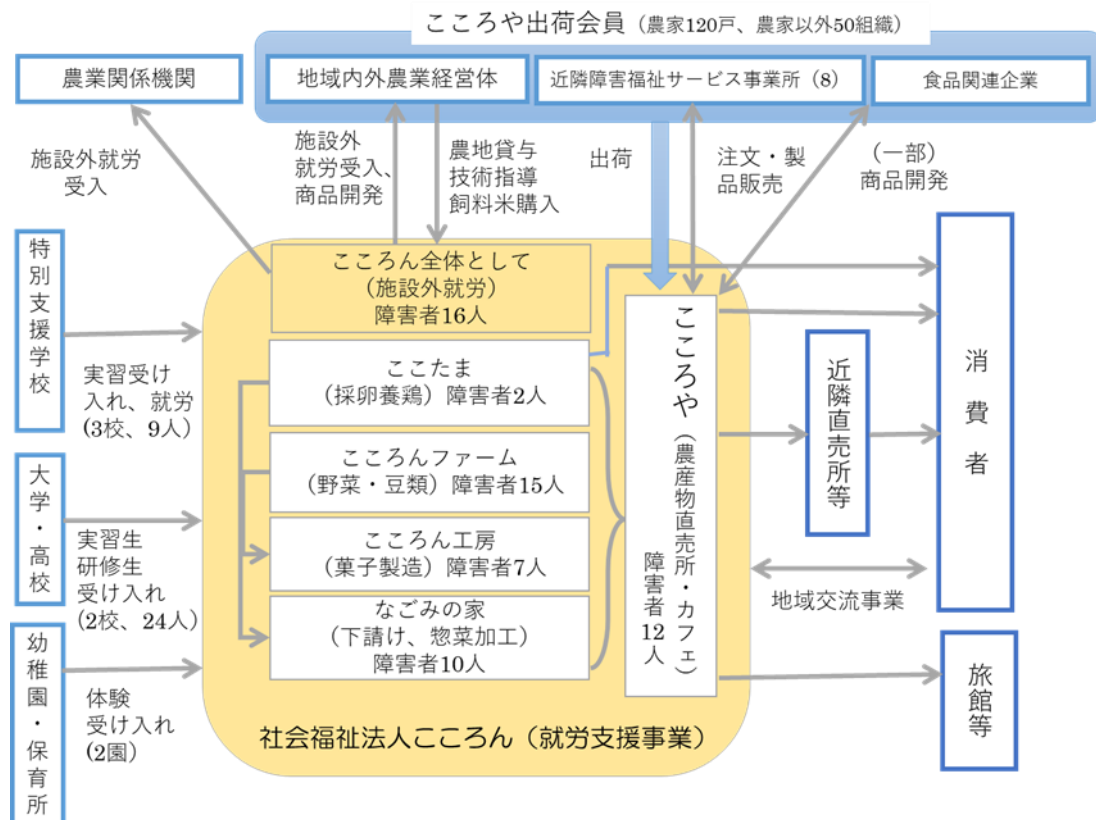 こころや出荷会員（農家120戸、農家以外50組織）
農業関係機関
地域内外農業経営体
近隣障害福祉サービス事業所（8）
食品関連企業
施設外就労
受入
施設外
就労受入、
商品開発
農地貸与
技術指導
飼料米購入
出荷
注文・製
品販売
（一部）
商品開発
特別支援学校
実習受け
入れ、就労
(3校、9人)
大学・高校
実習生
研修生
受け入れ
(2校、24人)
幼稚園・保育所
体験
受け入れ
(2園)
こころん全体として
(施設外就労)
障害者16人
ここたま
(採卵養鶏）障害者2人
こころんファーム
(野菜・豆類）障害者15人
こころん工房
(菓子製造）障害者7人
なごみの家
(下請け、惣菜加工）
障害者10人
こころや（農産物直売所・カフェ）
障害者12人
社会福祉法人こころん（就労支援事業）
近隣直売所等
消費者
地域交流事業
旅館等